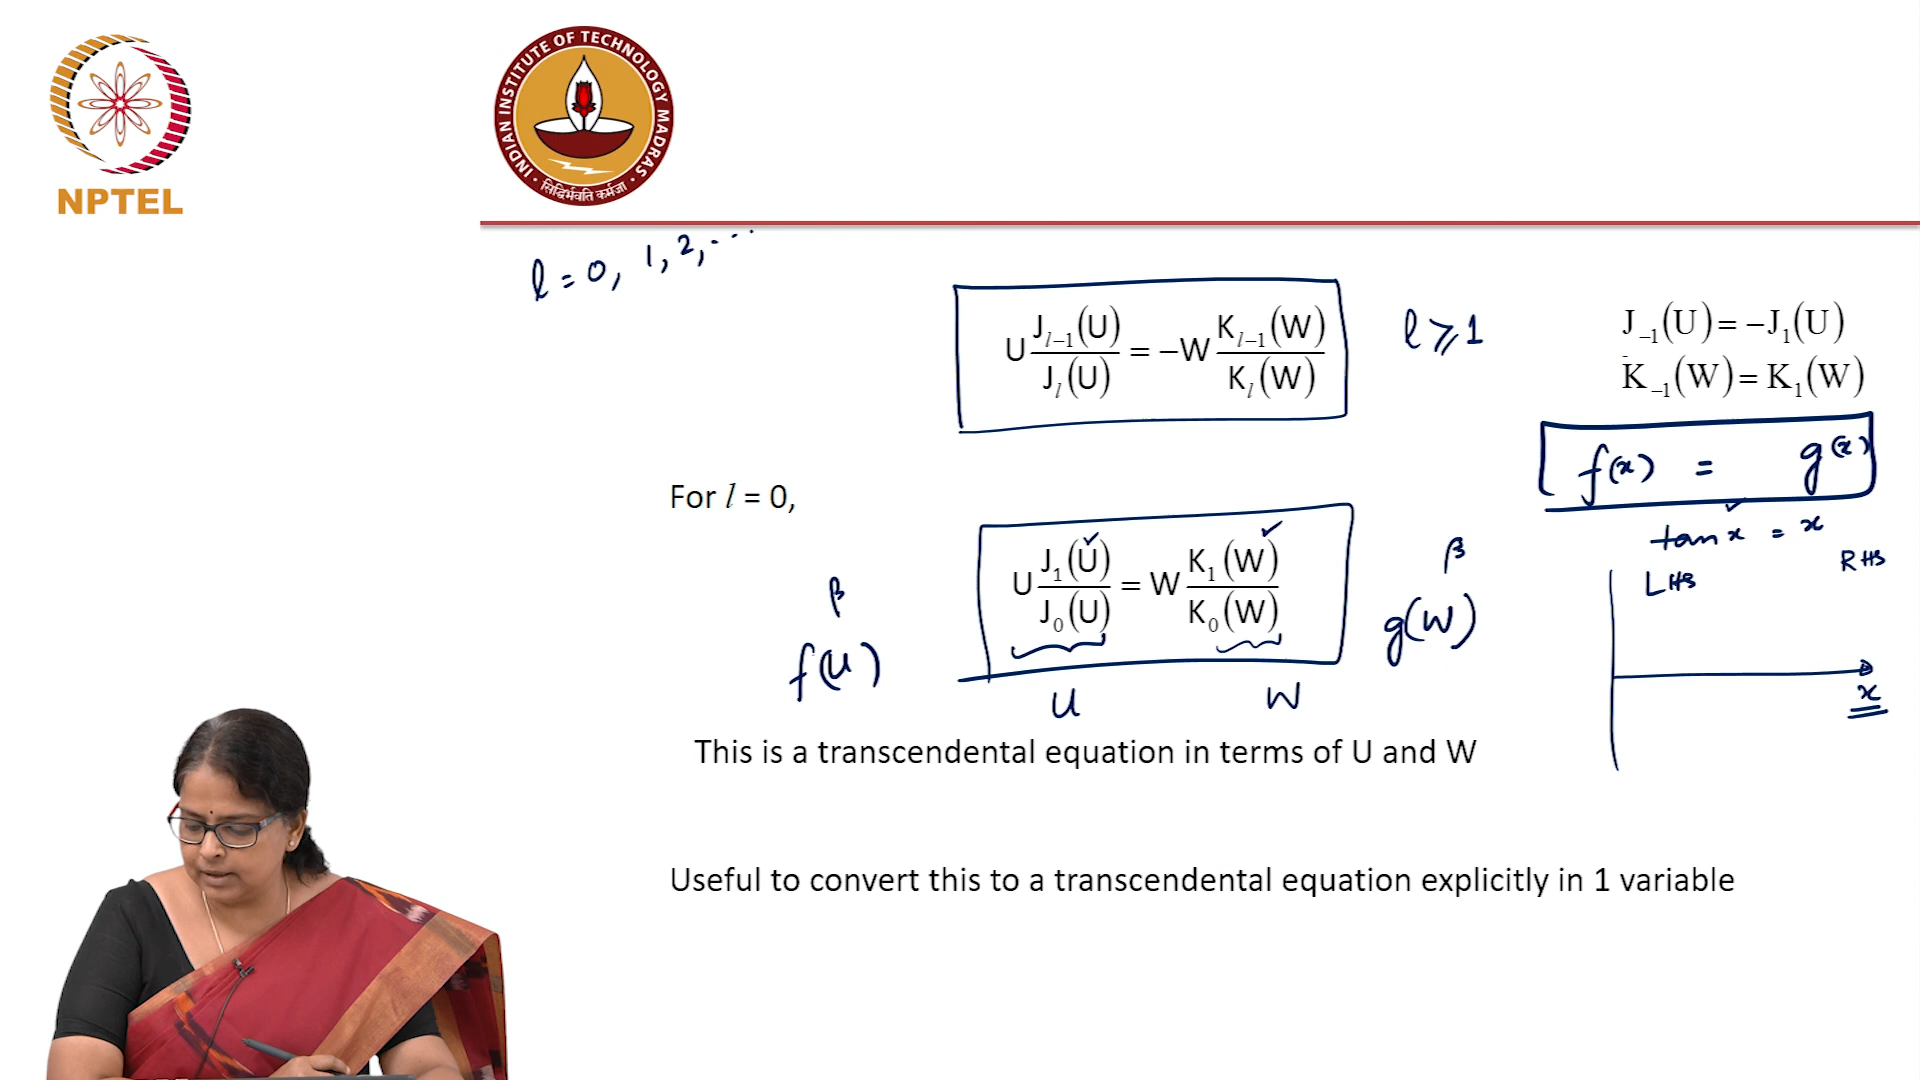 NPTEL
INDIAN INSTITUTE OF TECHNOLOGY MADRAS
सिद्धिर्भवति कर्मजा
l = 0, 1, 2, ...
U J_{l-1}(U) / J_l(U) = -W K_{l-1}(W) / K_l(W)
l ⩾ 1
J_{-1}(U) = -J_1(U)
K_{-1}(W) = K_1(W)
f(x) = g(x)
tan x = x
LHS
RHS
x
For l = 0,
U J_1(U) / J_0(U) = W K_1(W) / K_0(W)
β
f(U)
β
g(W)
U
W
This is a transcendental equation in terms of U and W
Useful to convert this to a transcendental equation explicitly in 1 variable